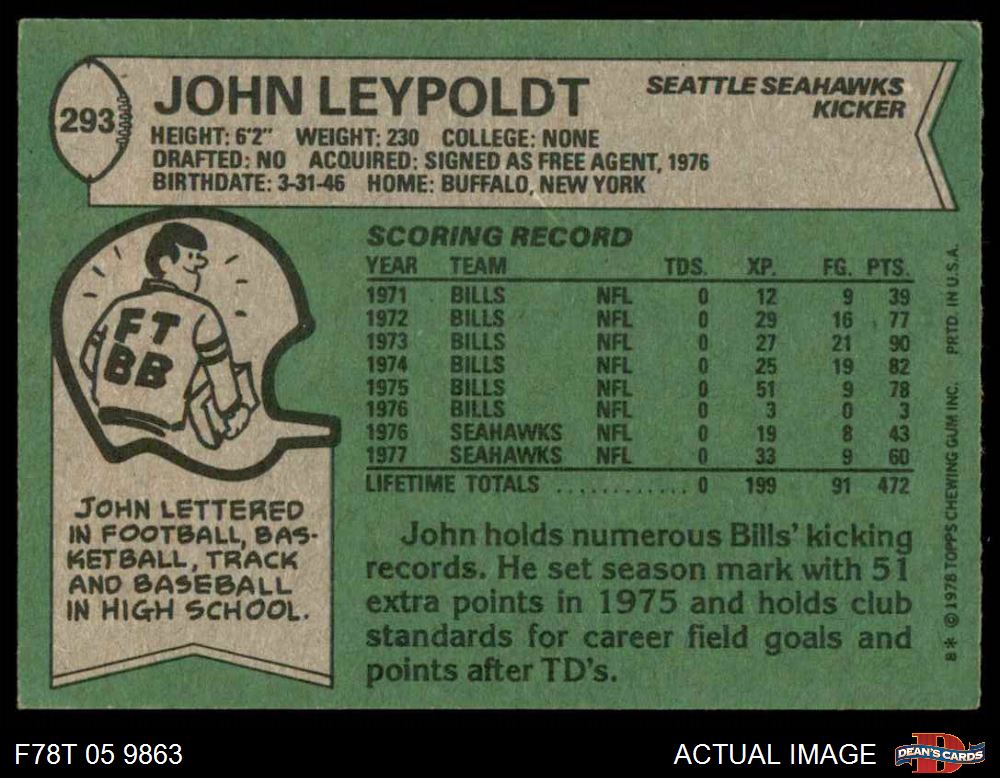 293
JOHN LEYPOLDT
SEATTLE SEAHAWKS
KICKER
HEIGHT: 6'2" WEIGHT: 230 COLLEGE: NONE
DRAFTED: NO ACQUIRED: SIGNED AS FREE AGENT, 1976
BIRTHDATE: 3-31-46 HOME: BUFFALO, NEW YORK
FT
BB
JOHN LETTERED
IN FOOTBALL, BAS-
KETBALL, TRACK
AND BASEBALL
IN HIGH SCHOOL.
SCORING RECORD
YEAR TEAM TDS. XP. FG. PTS.
1971 BILLS NFL 0 12 9 39
1972 BILLS NFL 0 29 16 77
1973 BILLS NFL 0 27 21 90
1974 BILLS NFL 0 25 19 82
1975 BILLS NFL 0 51 9 78
1976 BILLS NFL 0 3 0 3
1976 SEAHAWKS NFL 0 19 8 43
1977 SEAHAWKS NFL 0 33 9 60
LIFETIME TOTALS ............ 0 199 91 472
John holds numerous Bills' kicking
records. He set season mark with 51
extra points in 1975 and holds club
standards for career field goals and
points after TD's.
8* © 1978 TOPPS CHEWING GUM INC. PRTD. IN U.S.A.
F78T 05 9863
ACTUAL IMAGE
D
DEAN'S CARDS